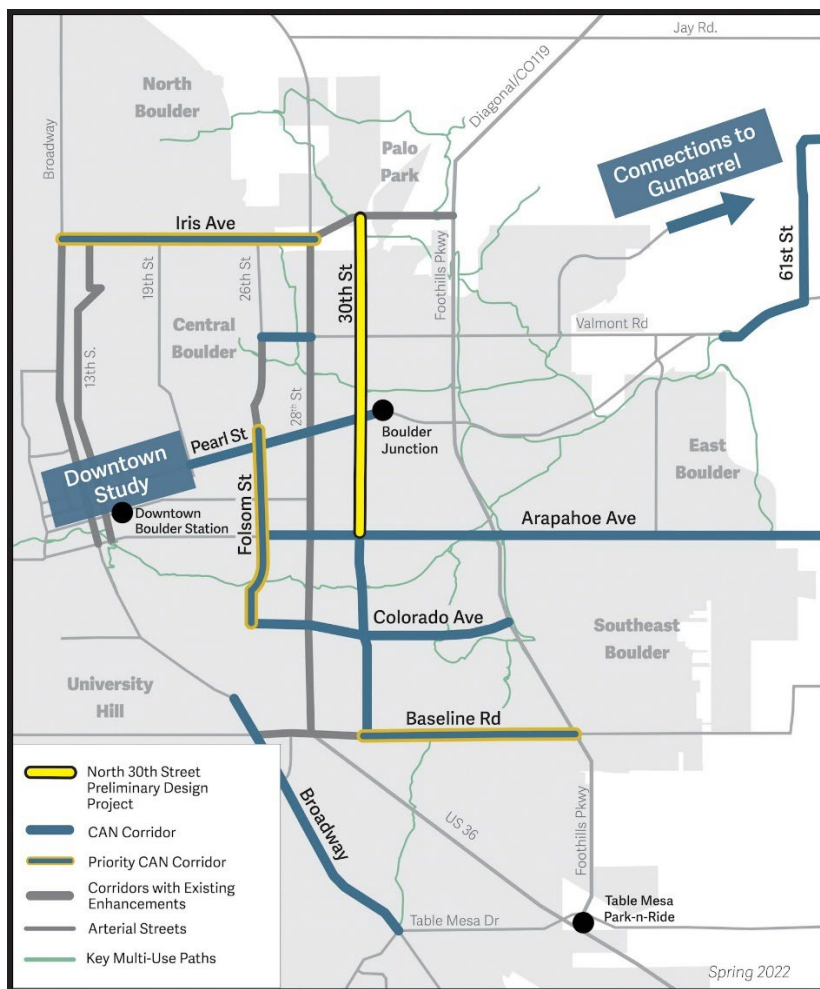 Jay Rd.
Diagonal/CO119
North
Boulder
Broadway
Palo
Park
Connections to
Gunbarrel
Iris Ave
19th St
26th St
30th St
Foothills Pkwy
61st St
Central
Boulder
Valmont Rd
13th S.
28th St
Pearl St
Boulder
Junction
East
Boulder
Downtown
Study
Downtown
Boulder Station
Folsom St
Arapahoe Ave
Colorado Ave
Southeast
Boulder
University
Hill
Baseline Rd
Broadway
US 36
Foothills Pkwy
Table Mesa Dr
Table Mesa
Park-n-Ride
North 30th Street
Preliminary Design
Project
CAN Corridor
Priority CAN Corridor
Corridors with Existing
Enhancements
Arterial Streets
Key Multi-Use Paths
Spring 2022